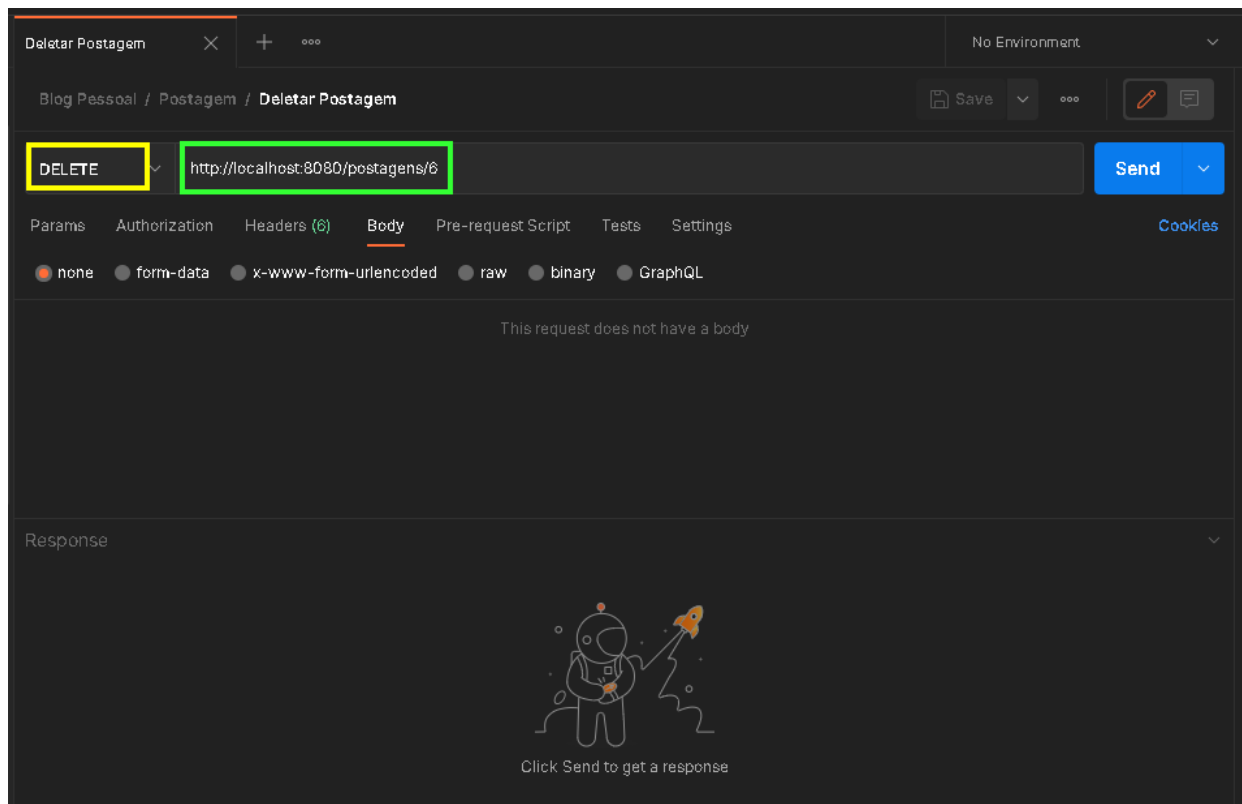 Deletar Postagem
No Environment
Blog Pessoal / Postagem / Deletar Postagem
Save
DELETE
http://localhost:8080/postagens/6
Send
Params Authorization Headers (6) Body Pre-request Script Tests Settings Cookies
none form-data x-www-form-urlencoded raw binary GraphQL
This request does not have a body
Response
Click Send to get a response